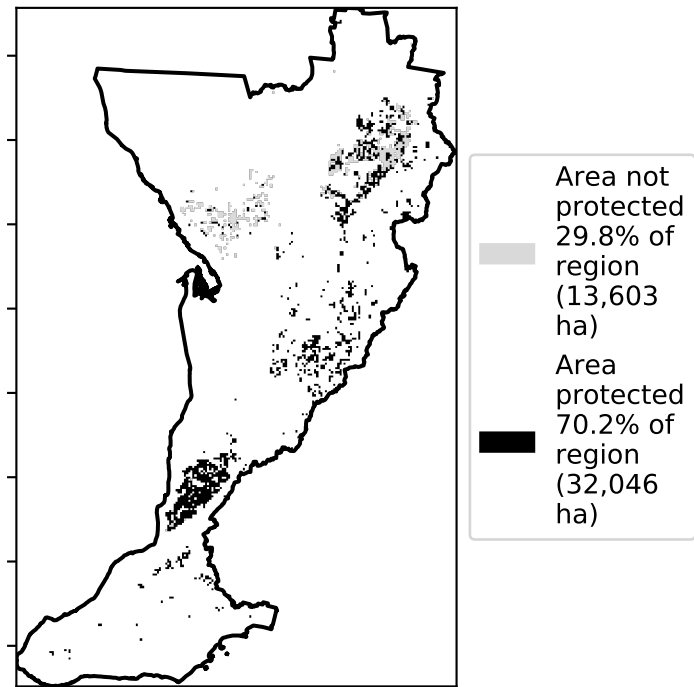 Area not
protected
29.8% of
region
(13,603
ha)
Area
protected
70.2% of
region
(32,046
ha)